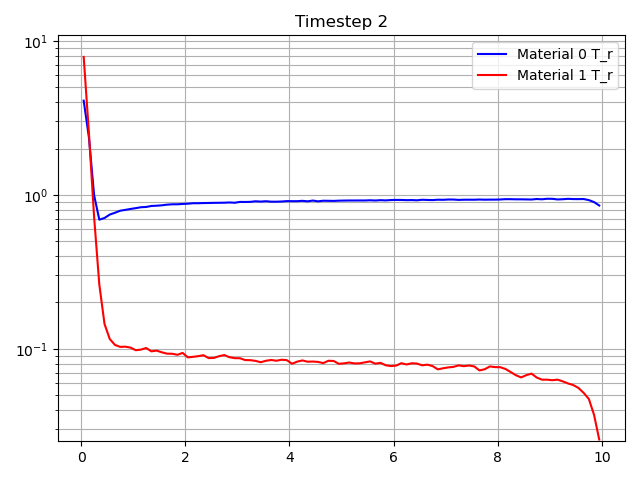 Timestep 2
10¹
10⁰
10⁻¹
Material 0 T_r
Material 1 T_r
0 2 4 6 8 10